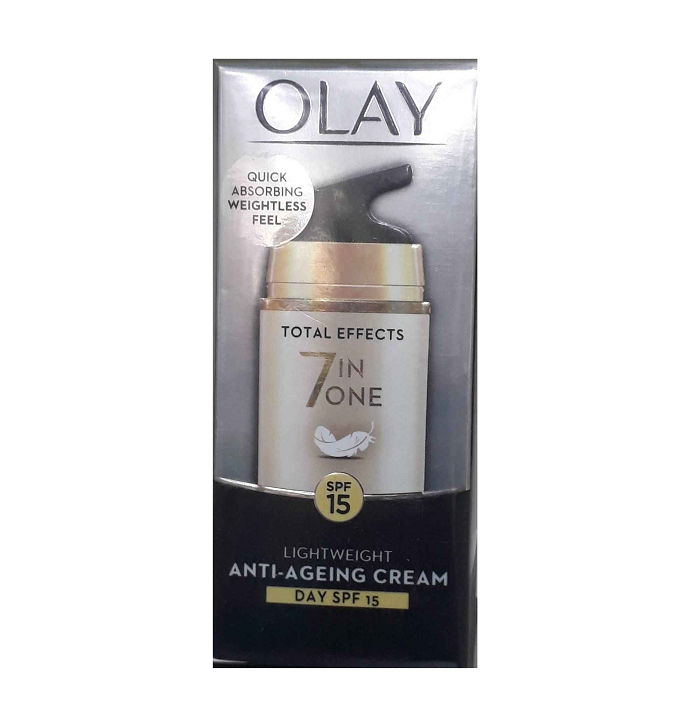 OLAY
QUICK
ABSORBING
WEIGHTLESS
FEEL
TOTAL EFFECTS
7 IN
ONE
SPF
15
LIGHTWEIGHT
ANTI-AGEING CREAM
DAY SPF 15